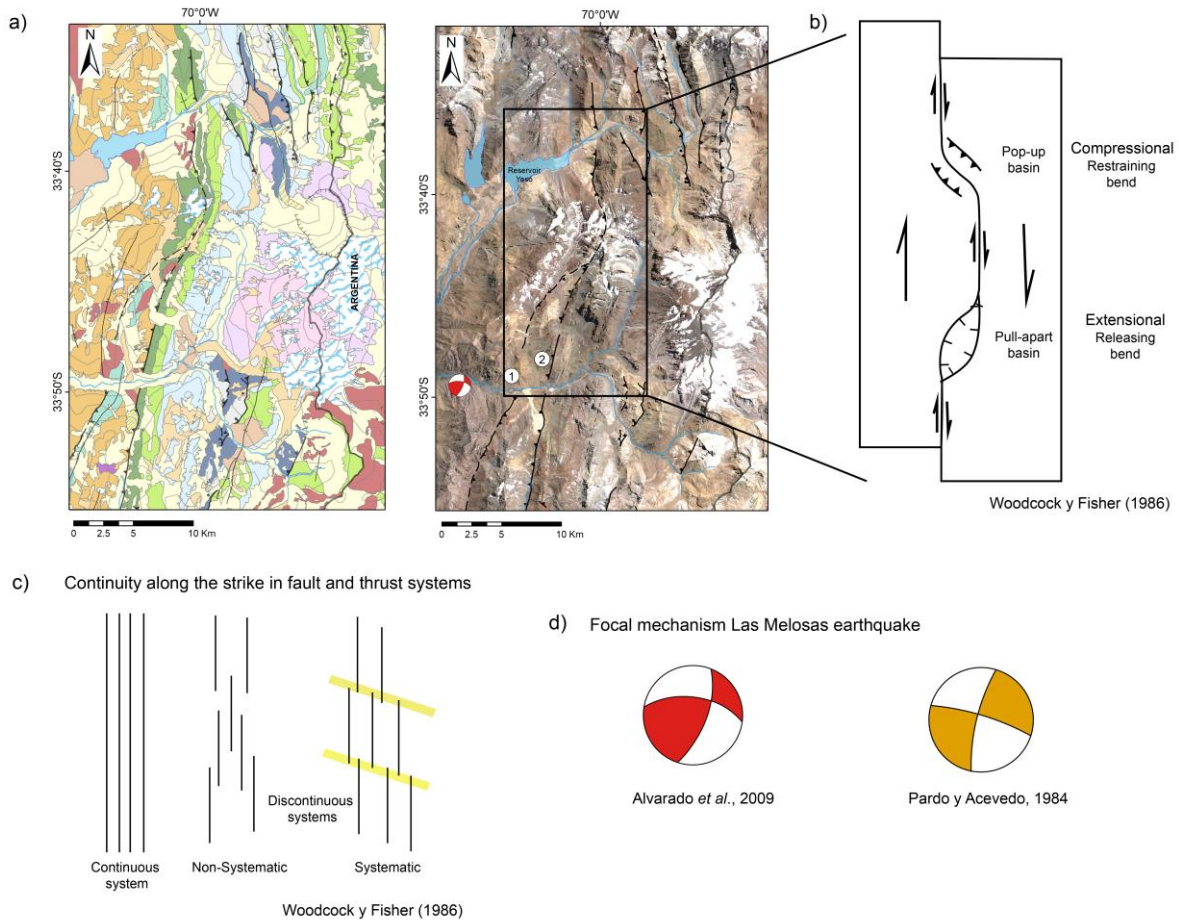 a)
70°0'W
N
33°40'S
33°50'S
ARGENTINA
0 2.5 5 10 Km
70°0'W
N
33°40'S
33°50'S
Reservoir
Yeso
1
2
0 2.5 5 10 Km
b)
Pop-up
basin
Compressional
Restraining
bend
Pull-apart
basin
Extensional
Releasing
bend
Woodcock y Fisher (1986)
c) Continuity along the strike in fault and thrust systems
Discontinuous
systems
Continuous
system
Non-Systematic
Systematic
Woodcock y Fisher (1986)
d) Focal mechanism Las Melosas earthquake
Alvarado et al., 2009
Pardo y Acevedo, 1984